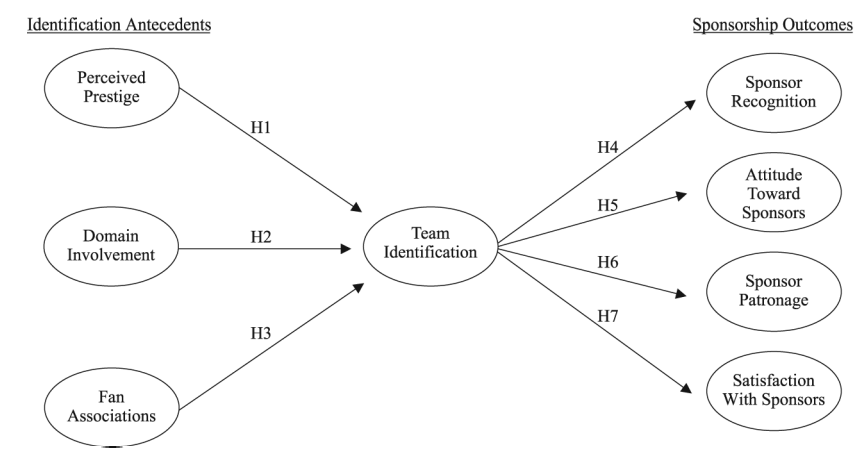 Identification Antecedents
Sponsorship Outcomes
Perceived
Prestige
H1
Domain
Involvement
H2
Fan
Associations
H3
Team
Identification
H4
Sponsor
Recognition
H5
Attitude
Toward
Sponsors
H6
Sponsor
Patronage
H7
Satisfaction
With Sponsors